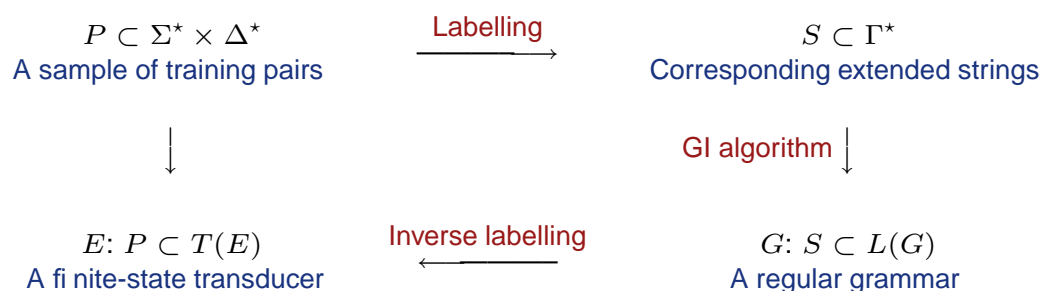 P ⊂ Σ⋆ × Δ⋆
Labelling
S ⊂ Γ⋆
A sample of training pairs
Corresponding extended strings
GI algorithm
E: P ⊂ T(E)
Inverse labelling
G: S ⊂ L(G)
A fi nite-state transducer
A regular grammar